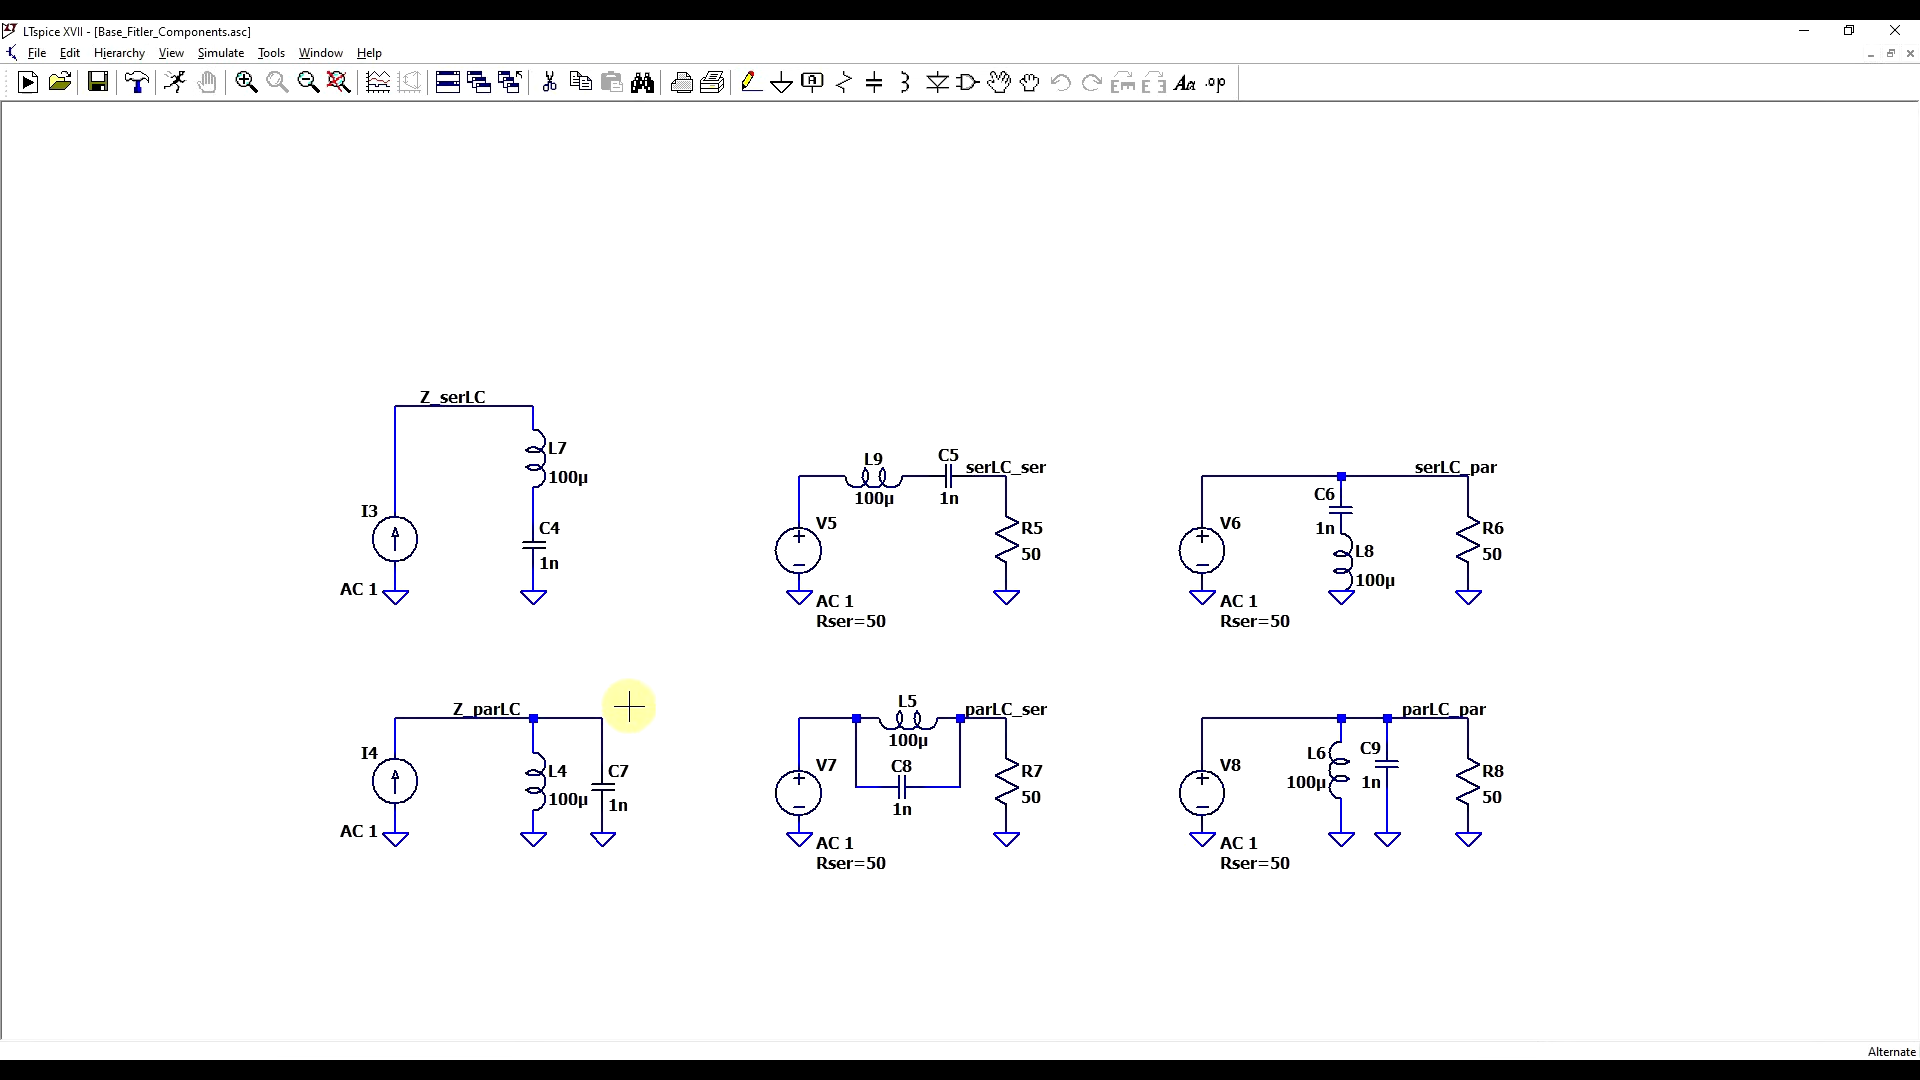 LTspice XVII - [Base_Fitler_Components.asc]
File Edit Hierarchy View Simulate Tools Window Help
A Aa .op
Z_serLC
L7
100µ
I3
C4
1n
AC 1
L9
100µ
C5
1n
serLC_ser
V5
R5
50
AC 1
Rser=50
serLC_par
C6
1n
V6
L8
100µ
R6
50
AC 1
Rser=50
Z_parLC
I4
L4
100µ
C7
1n
AC 1
L5
100µ
parLC_ser
V7
C8
1n
R7
50
AC 1
Rser=50
parLC_par
V8
L6
100µ
C9
1n
R8
50
AC 1
Rser=50
Alternate